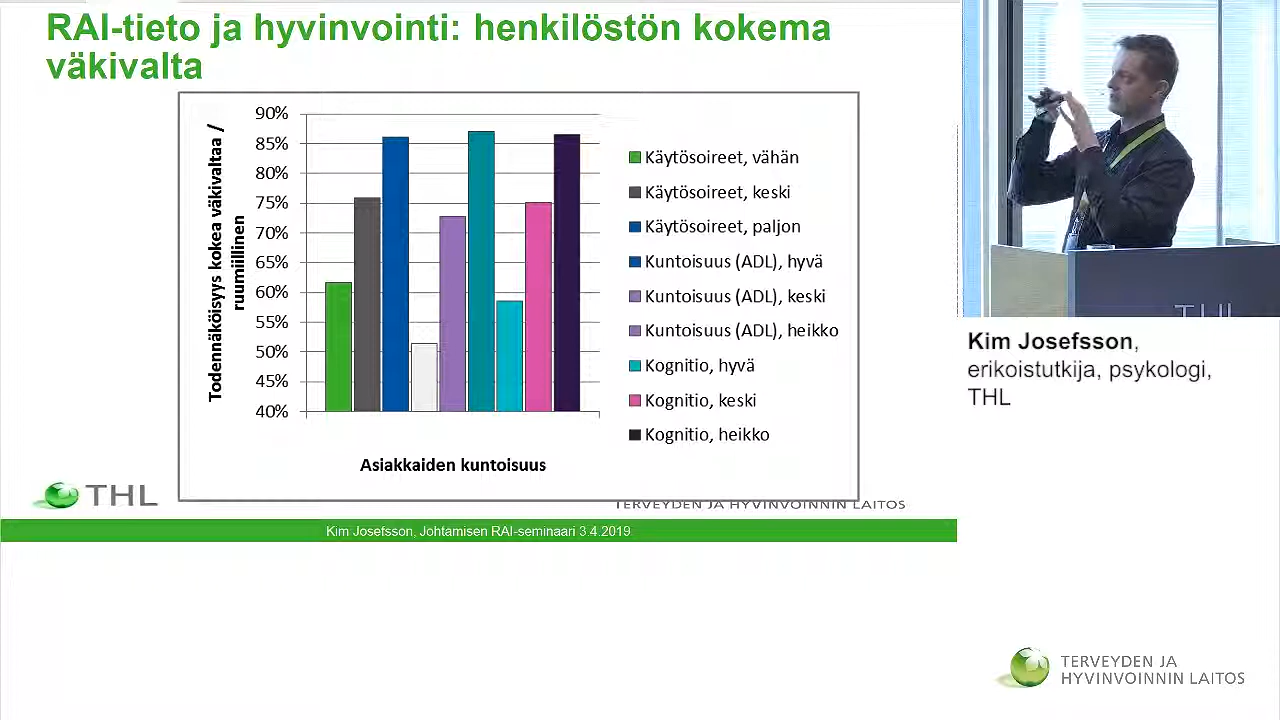 RAI-tieto ja hyvinvointi: henkilöstön kokema
väkivalta
Todennäköisyys kokea väkivaltaa /
ruumiillinen
90%
85%
80%
75%
70%
65%
60%
55%
50%
45%
40%
Asiakkaiden kuntoisuus
Käytösoireet, vähän
Käytösoireet, keski
Käytösoireet, paljon
Kuntoisuus (ADL), hyvä
Kuntoisuus (ADL), keski
Kuntoisuus (ADL), heikko
Kognitio, hyvä
Kognitio, keski
Kognitio, heikko
THL
TERVEYDEN JA HYVINVOINNIN LAITOS
Kim Josefsson, Johtamisen RAI-seminaari 3.4.2019
THL
Kim Josefsson,
erikoistutkija, psykologi,
THL
TERVEYDEN JA
HYVINVOINNIN LAITOS